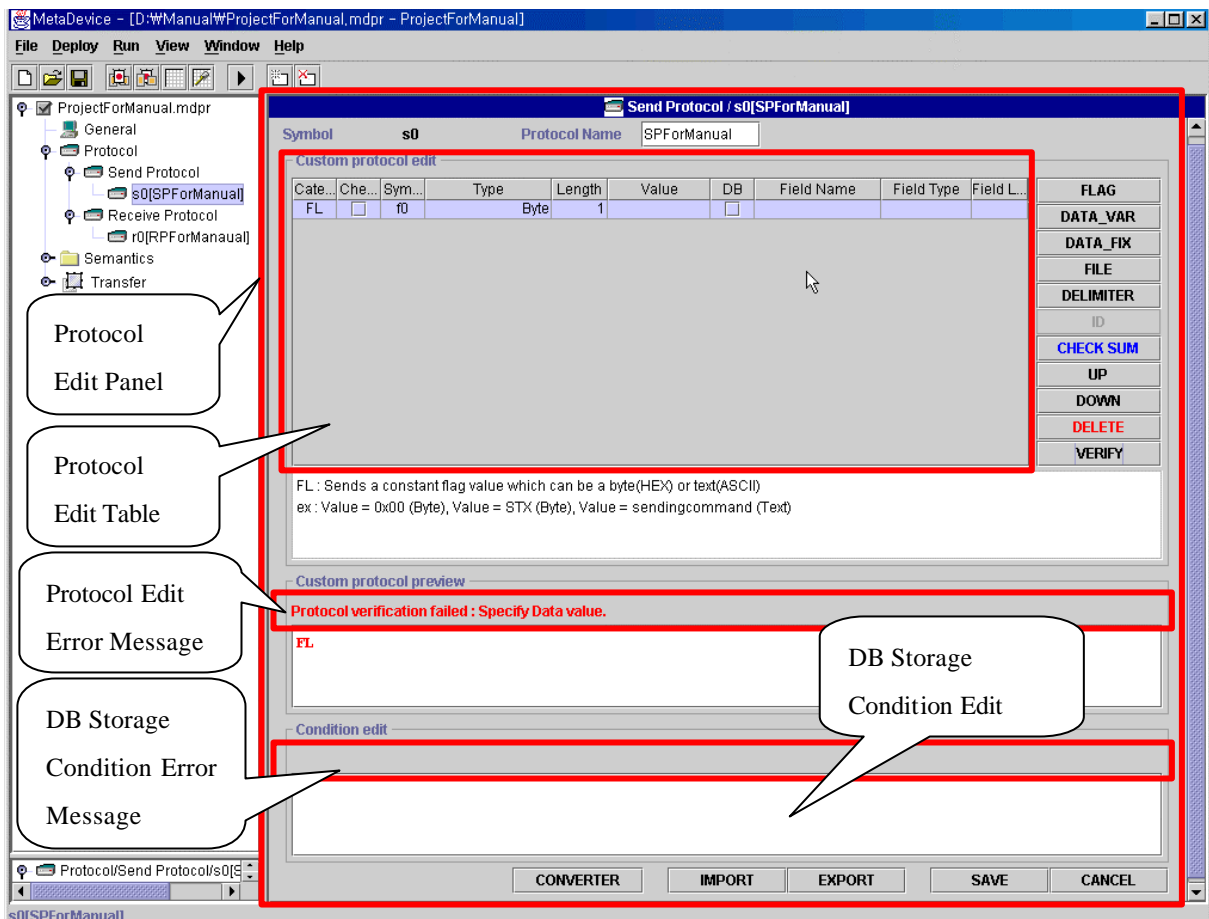 MetaDevice - [D:₩Manual₩ProjectForManual.mdpr - ProjectForManual]
File Deploy Run View Window Help
ProjectForManual.mdpr
General
Protocol
Send Protocol
s0[SPForManual]
Receive Protocol
r0[RPForManaual]
Semantics
Transfer
Protocol
Edit Panel
Protocol
Edit Table
Protocol Edit
Error Message
DB Storage
Condition Error
Message
Protocol/Send Protocol/s0[S
s0[SPForManual]
Send Protocol / s0[SPForManual]
Symbol s0 Protocol Name SPForManual
Custom protocol edit
Cate... Che... Sym... Type Length Value DB Field Name Field Type Field L...
FL f0 Byte 1
FLAG
DATA_VAR
DATA_FIX
FILE
DELIMITER
ID
CHECK SUM
UP
DOWN
DELETE
VERIFY
FL : Sends a constant flag value which can be a byte(HEX) or text(ASCII)
ex : Value = 0x00 (Byte), Value = STX (Byte), Value = sendingcommand (Text)
Custom protocol preview
Protocol verification failed : Specify Data value.
FL
DB Storage
Condition Edit
Condition edit
CONVERTER IMPORT EXPORT SAVE CANCEL